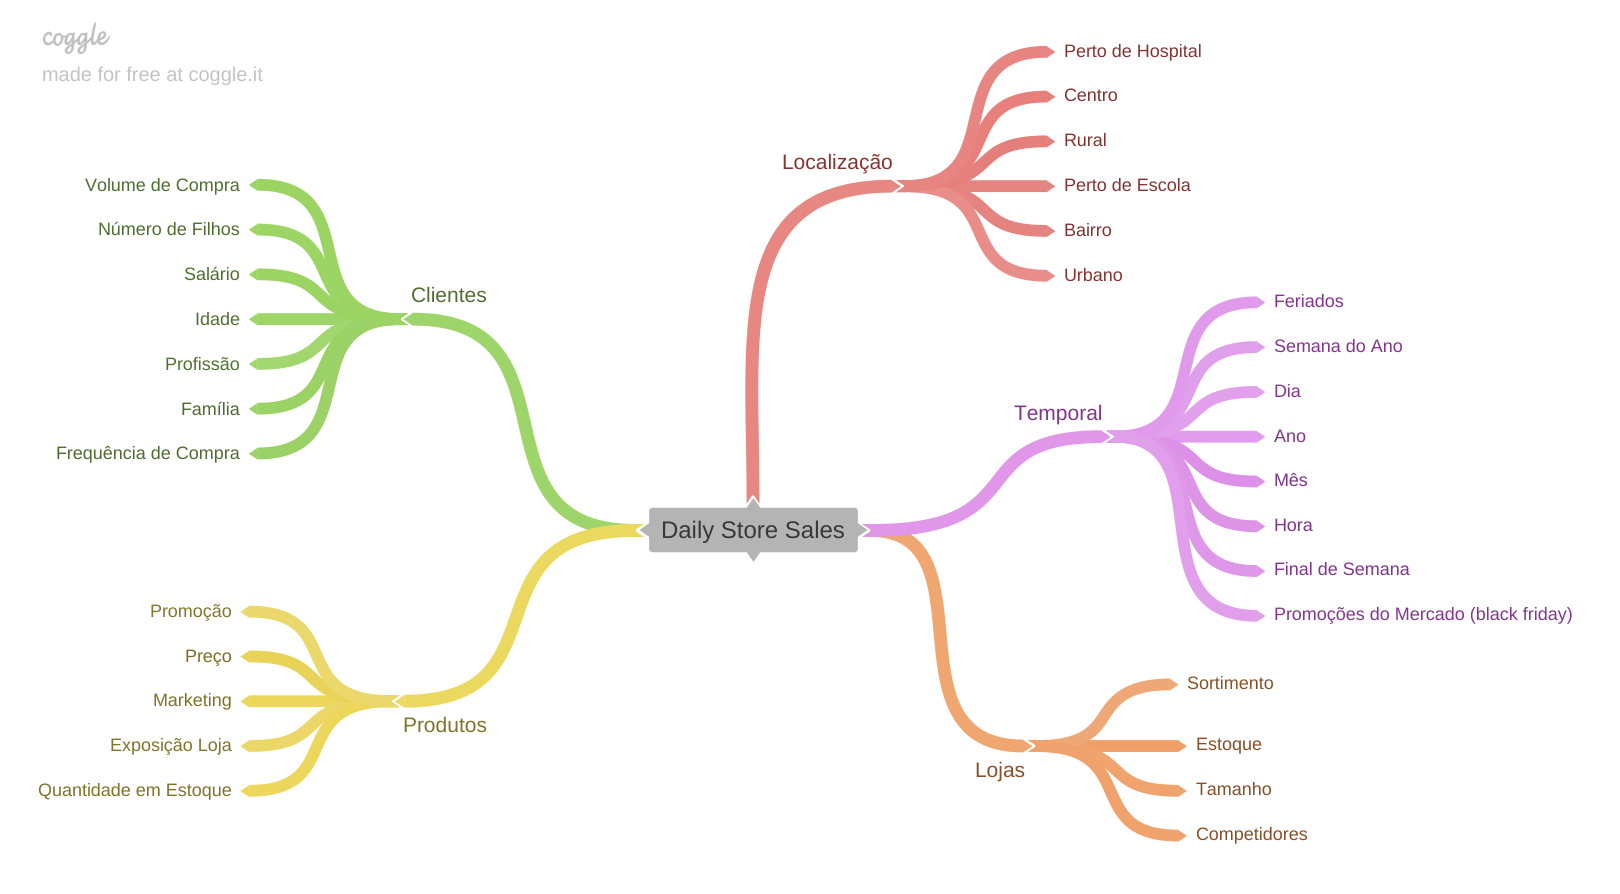 coggle
made for free at coggle.it
Daily Store Sales
Localização
Perto de Hospital
Centro
Rural
Perto de Escola
Bairro
Urbano
Temporal
Feriados
Semana do Ano
Dia
Ano
Mês
Hora
Final de Semana
Promoções do Mercado (black friday)
Lojas
Sortimento
Estoque
Tamanho
Competidores
Clientes
Volume de Compra
Número de Filhos
Salário
Idade
Profissão
Família
Frequência de Compra
Produtos
Promoção
Preço
Marketing
Exposição Loja
Quantidade em Estoque